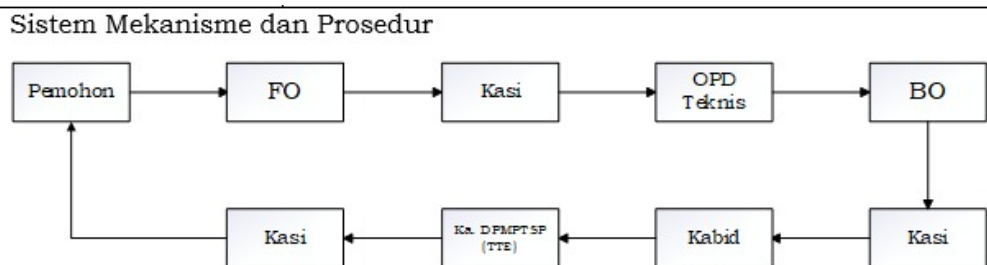 Sistem Mekanisme dan Prosedur
Pemohon
FO
Kasi
OPD
Teknis
BO
Kasi
Ka. DPMPTSP
(TTE)
Kabid
Kasi